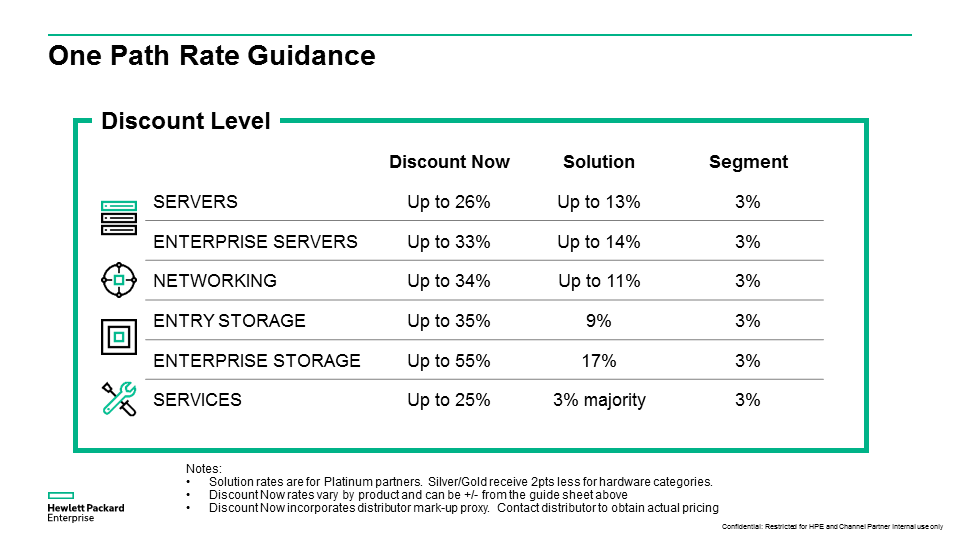 One Path Rate Guidance
Discount Level
Discount Now Solution Segment
SERVERS Up to 26% Up to 13% 3%
ENTERPRISE SERVERS Up to 33% Up to 14% 3%
NETWORKING Up to 34% Up to 11% 3%
ENTRY STORAGE Up to 35% 9% 3%
ENTERPRISE STORAGE Up to 55% 17% 3%
SERVICES Up to 25% 3% majority 3%
Notes:
• Solution rates are for Platinum partners. Silver/Gold receive 2pts less for hardware categories.
• Discount Now rates vary by product and can be +/- from the guide sheet above
• Discount Now incorporates distributor mark-up proxy. Contact distributor to obtain actual pricing
Hewlett Packard
Enterprise
Confidential: Restricted for HPE and Channel Partner internal use only